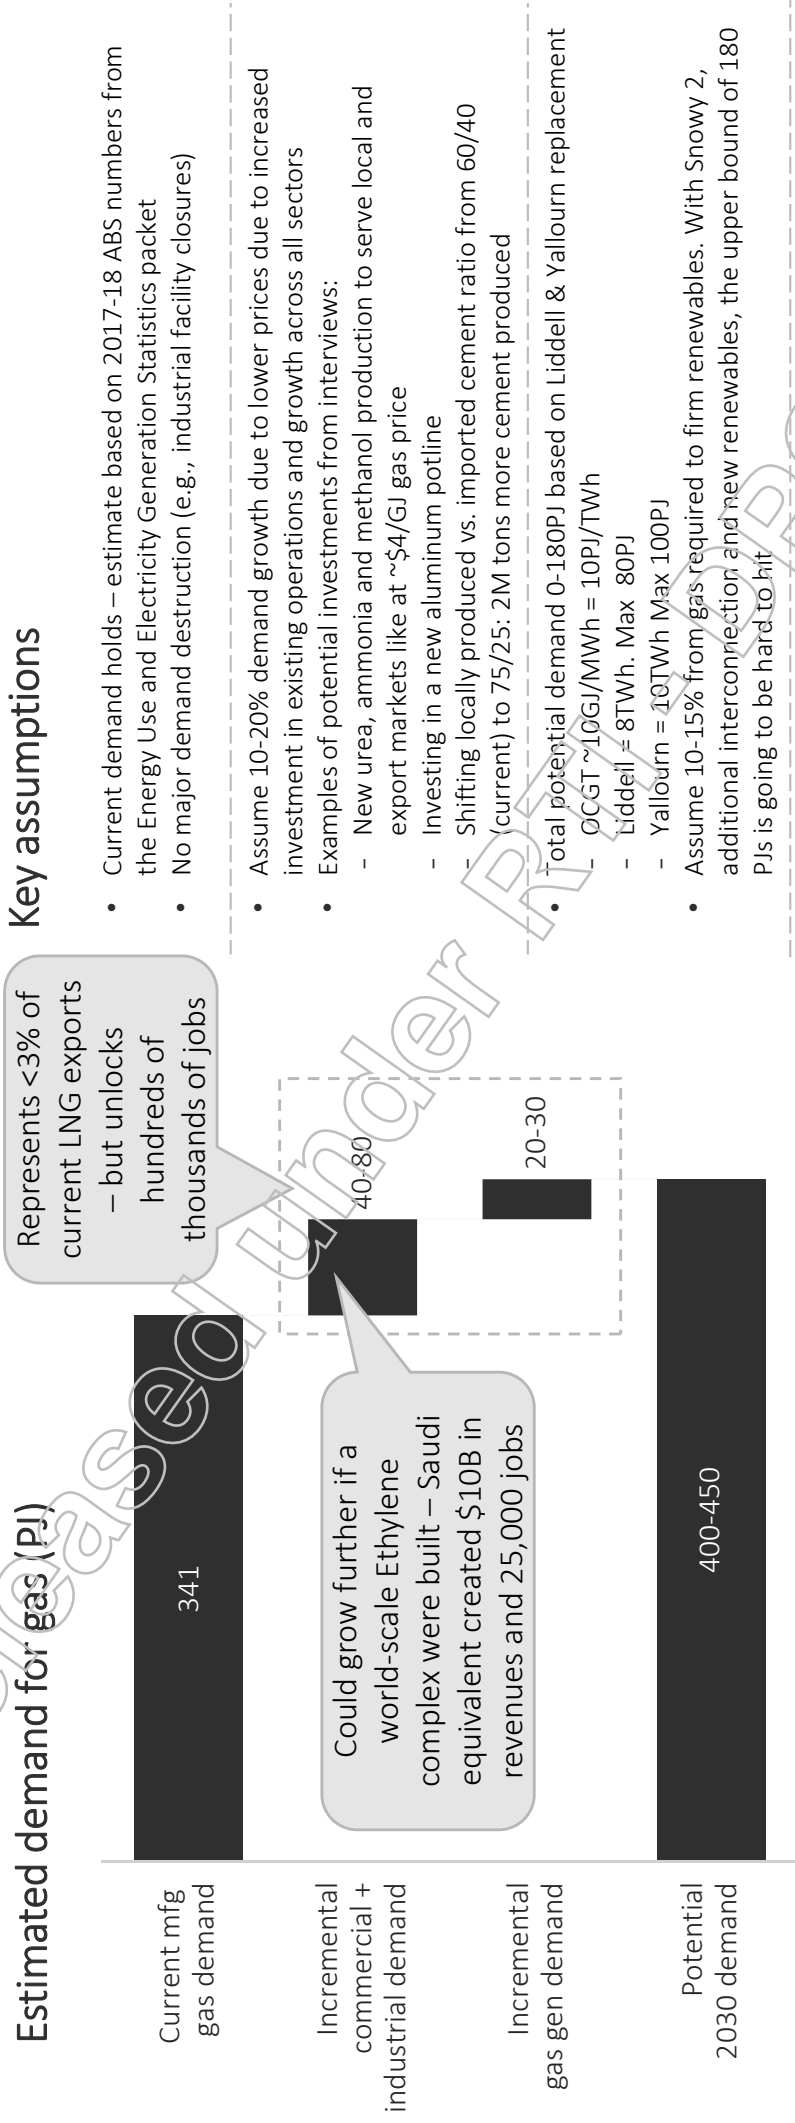 Estimated demand for gas (PJ)
Key assumptions
Current mfg
gas demand
341
Represents <3% of
current LNG exports
– but unlocks
hundreds of
thousands of jobs
• Current demand holds – estimate based on 2017-18 ABS numbers from
the Energy Use and Electricity Generation Statistics packet
• No major demand destruction (e.g., industrial facility closures)
Incremental
commercial +
industrial demand
40-80
Could grow further if a
world-scale Ethylene
complex were built – Saudi
equivalent created $10B in
revenues and 25,000 jobs
• Assume 10-20% demand growth due to lower prices due to increased
investment in existing operations and growth across all sectors
• Examples of potential investments from interviews:
– New urea, ammonia and methanol production to serve local and
export markets like at ~$4/GJ gas price
– Investing in a new aluminum potline
– Shifting locally produced vs. imported cement ratio from 60/40
(current) to 75/25: 2M tons more cement produced
Incremental
gas gen demand
20-30
• Total potential demand 0-180PJ based on Liddell & Yallourn replacement
– OCGT ~10GJ/MWh = 10PJ/TWh
– Liddell = 8TWh. Max 80PJ
– Yallourn = 10TWh Max 100PJ
• Assume 10-15% from gas required to firm renewables. With Snowy 2,
additional interconnection and new renewables, the upper bound of 180
PJs is going to be hard to hit
Potential
2030 demand
400-450
eased under RTI - DP